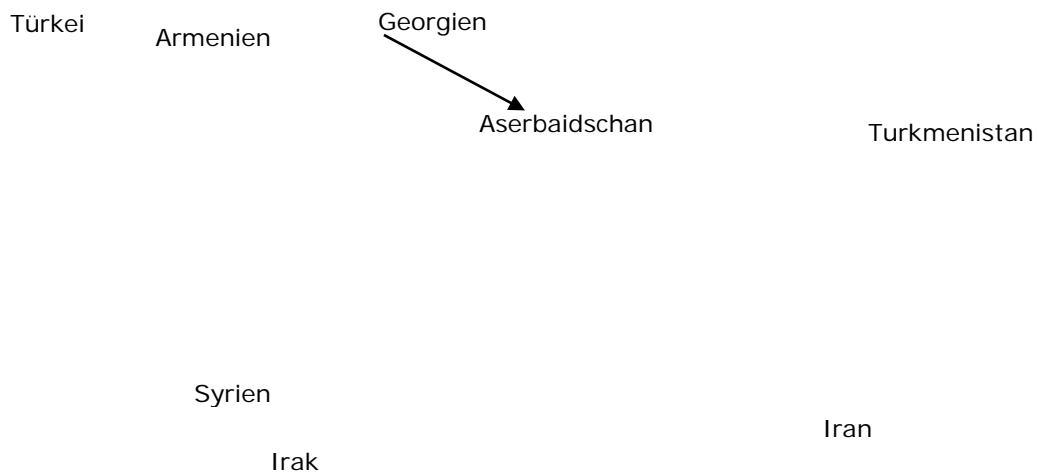 Türkei
Armenien
Georgien
Aserbaidschan
Turkmenistan
Syrien
Iran
Irak